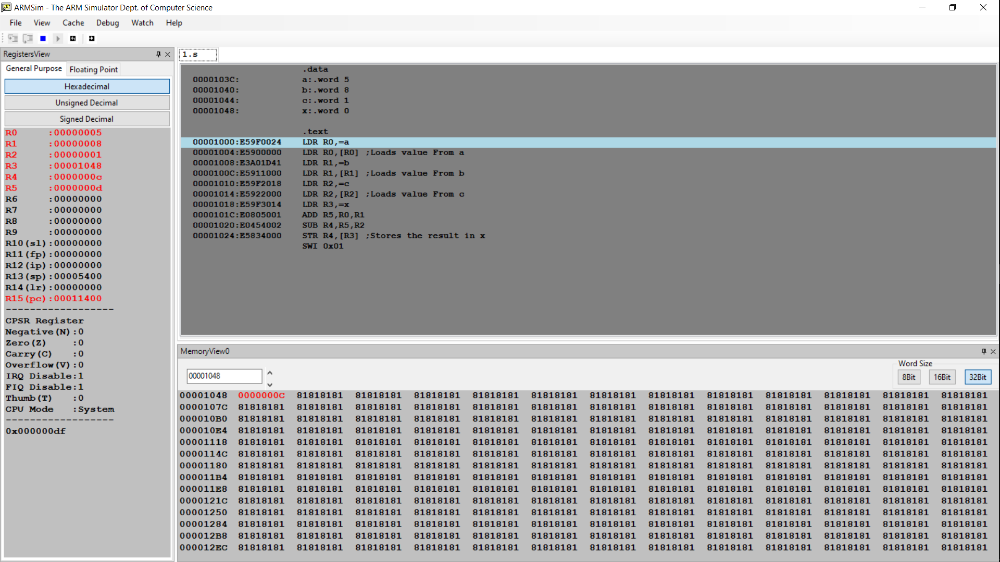 ARMSim - The ARM Simulator Dept. of Computer Science
File View Cache Debug Watch Help
RegistersView
General Purpose Floating Point
Hexadecimal
Unsigned Decimal
Signed Decimal
R0 :00000005
R1 :00000008
R2 :00000001
R3 :00001048
R4 :0000000c
R5 :0000000d
R6 :00000000
R7 :00000000
R8 :00000000
R9 :00000000
R10(sl):00000000
R11(fp):00000000
R12(ip):00000000
R13(sp):00005400
R14(lr):00000000
R15(pc):00011400
------------------
CPSR Register
Negative(N):0
Zero(Z) :0
Carry(C) :0
Overflow(V):0
IRQ Disable:1
FIQ Disable:1
Thumb(T) :0
CPU Mode :System
------------------
0x000000df
1.s
.data
0000103C: a:.word 5
00001040: b:.word 8
00001044: c:.word 1
00001048: x:.word 0
.text
00001000:E59F0024 LDR R0,=a
00001004:E5900000 LDR R0,[R0] ;Loads value From a
00001008:E3A01D41 LDR R1,=b
0000100C:E5911000 LDR R1,[R1] ;Loads value From b
00001010:E59F2018 LDR R2,=c
00001014:E5922000 LDR R2,[R2] ;Loads value From c
00001018:E59F3014 LDR R3,=x
0000101C:E0805001 ADD R5,R0,R1
00001020:E0454002 SUB R4,R5,R2
00001024:E5834000 STR R4,[R3] ;Stores the result in x
SWI 0x01
MemoryView0
00001048
Word Size
8Bit 16Bit 32Bit
00001048 0000000C 81818181 81818181 81818181 81818181 81818181 81818181 81818181 81818181 81818181 81818181 81818181 81818181
0000107C 81818181 81818181 81818181 81818181 81818181 81818181 81818181 81818181 81818181 81818181 81818181 81818181 81818181
000010B0 81818181 81818181 81818181 81818181 81818181 81818181 81818181 81818181 81818181 81818181 81818181 81818181 81818181
000010E4 81818181 81818181 81818181 81818181 81818181 81818181 81818181 81818181 81818181 81818181 81818181 81818181 81818181
00001118 81818181 81818181 81818181 81818181 81818181 81818181 81818181 81818181 81818181 81818181 81818181 81818181 81818181
0000114C 81818181 81818181 81818181 81818181 81818181 81818181 81818181 81818181 81818181 81818181 81818181 81818181 81818181
00001180 81818181 81818181 81818181 81818181 81818181 81818181 81818181 81818181 81818181 81818181 81818181 81818181 81818181
000011B4 81818181 81818181 81818181 81818181 81818181 81818181 81818181 81818181 81818181 81818181 81818181 81818181 81818181
000011E8 81818181 81818181 81818181 81818181 81818181 81818181 81818181 81818181 81818181 81818181 81818181 81818181 81818181
0000121C 81818181 81818181 81818181 81818181 81818181 81818181 81818181 81818181 81818181 81818181 81818181 81818181 81818181
00001250 81818181 81818181 81818181 81818181 81818181 81818181 81818181 81818181 81818181 81818181 81818181 81818181 81818181
00001284 81818181 81818181 81818181 81818181 81818181 81818181 81818181 81818181 81818181 81818181 81818181 81818181 81818181
000012B8 81818181 81818181 81818181 81818181 81818181 81818181 81818181 81818181 81818181 81818181 81818181 81818181 81818181
000012EC 81818181 81818181 81818181 81818181 81818181 81818181 81818181 81818181 81818181 81818181 81818181 81818181 81818181